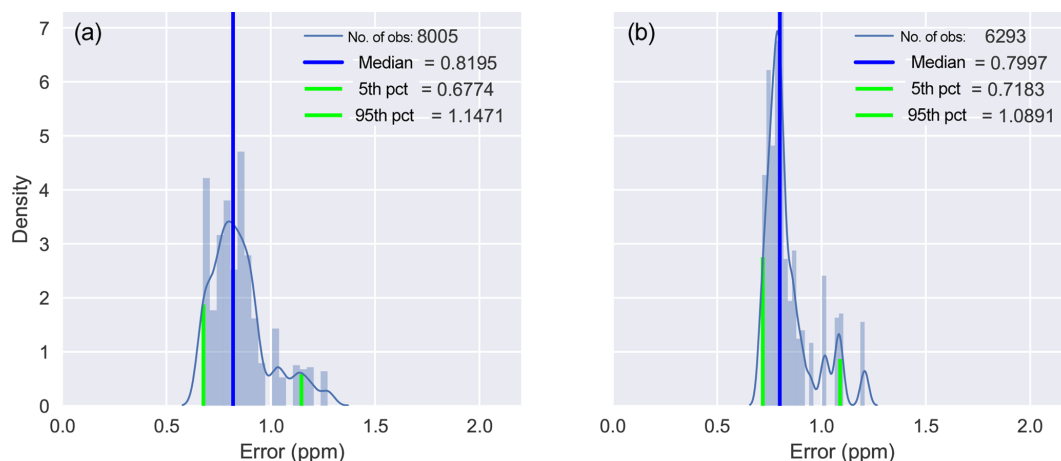 (a)
No. of obs: 8005
Median = 0.8195
5th pct = 0.6774
95th pct = 1.1471
7
6
5
4
3
2
1
0
Density
0.0 0.5 1.0 1.5 2.0
Error (ppm)
(b)
No. of obs: 6293
Median = 0.7997
5th pct = 0.7183
95th pct = 1.0891
0.0 0.5 1.0 1.5 2.0
Error (ppm)